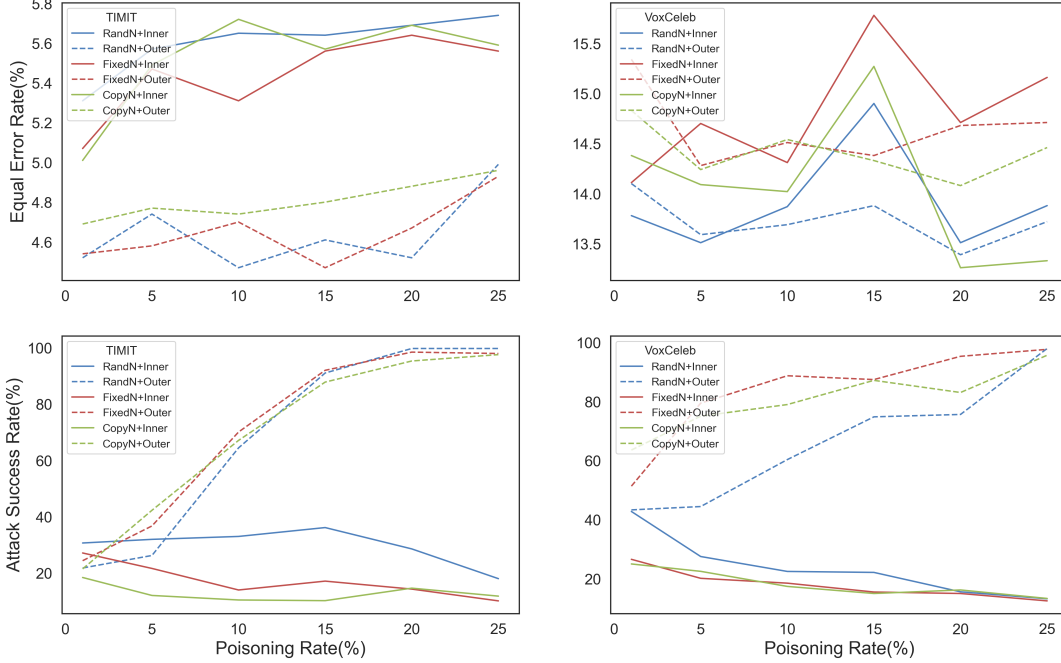 5.8
5.6
5.4
5.2
5.0
4.8
4.6
Equal Error Rate(%)
TIMIT
RandN+Inner
RandN+Outer
FixedN+Inner
FixedN+Outer
CopyN+Inner
CopyN+Outer
0 5 10 15 20 25
15.5
15.0
14.5
14.0
13.5
VoxCeleb
RandN+Inner
RandN+Outer
FixedN+Inner
FixedN+Outer
CopyN+Inner
CopyN+Outer
0 5 10 15 20 25
100
80
60
40
20
Attack Success Rate(%)
TIMIT
RandN+Inner
RandN+Outer
FixedN+Inner
FixedN+Outer
CopyN+Inner
CopyN+Outer
0 5 10 15 20 25
Poisoning Rate(%)
100
80
60
40
20
VoxCeleb
RandN+Inner
RandN+Outer
FixedN+Inner
FixedN+Outer
CopyN+Inner
CopyN+Outer
0 5 10 15 20 25
Poisoning Rate(%)